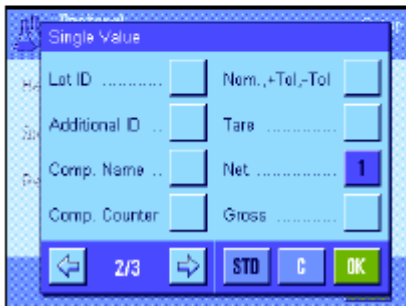 Single Value
Lot ID ............ Nom.,+Tol,-Tol
Additional ID .. Tare ................
Comp. Name .. Net ................ 1
Comp. Counter Gross ............
2/3 STD C OK